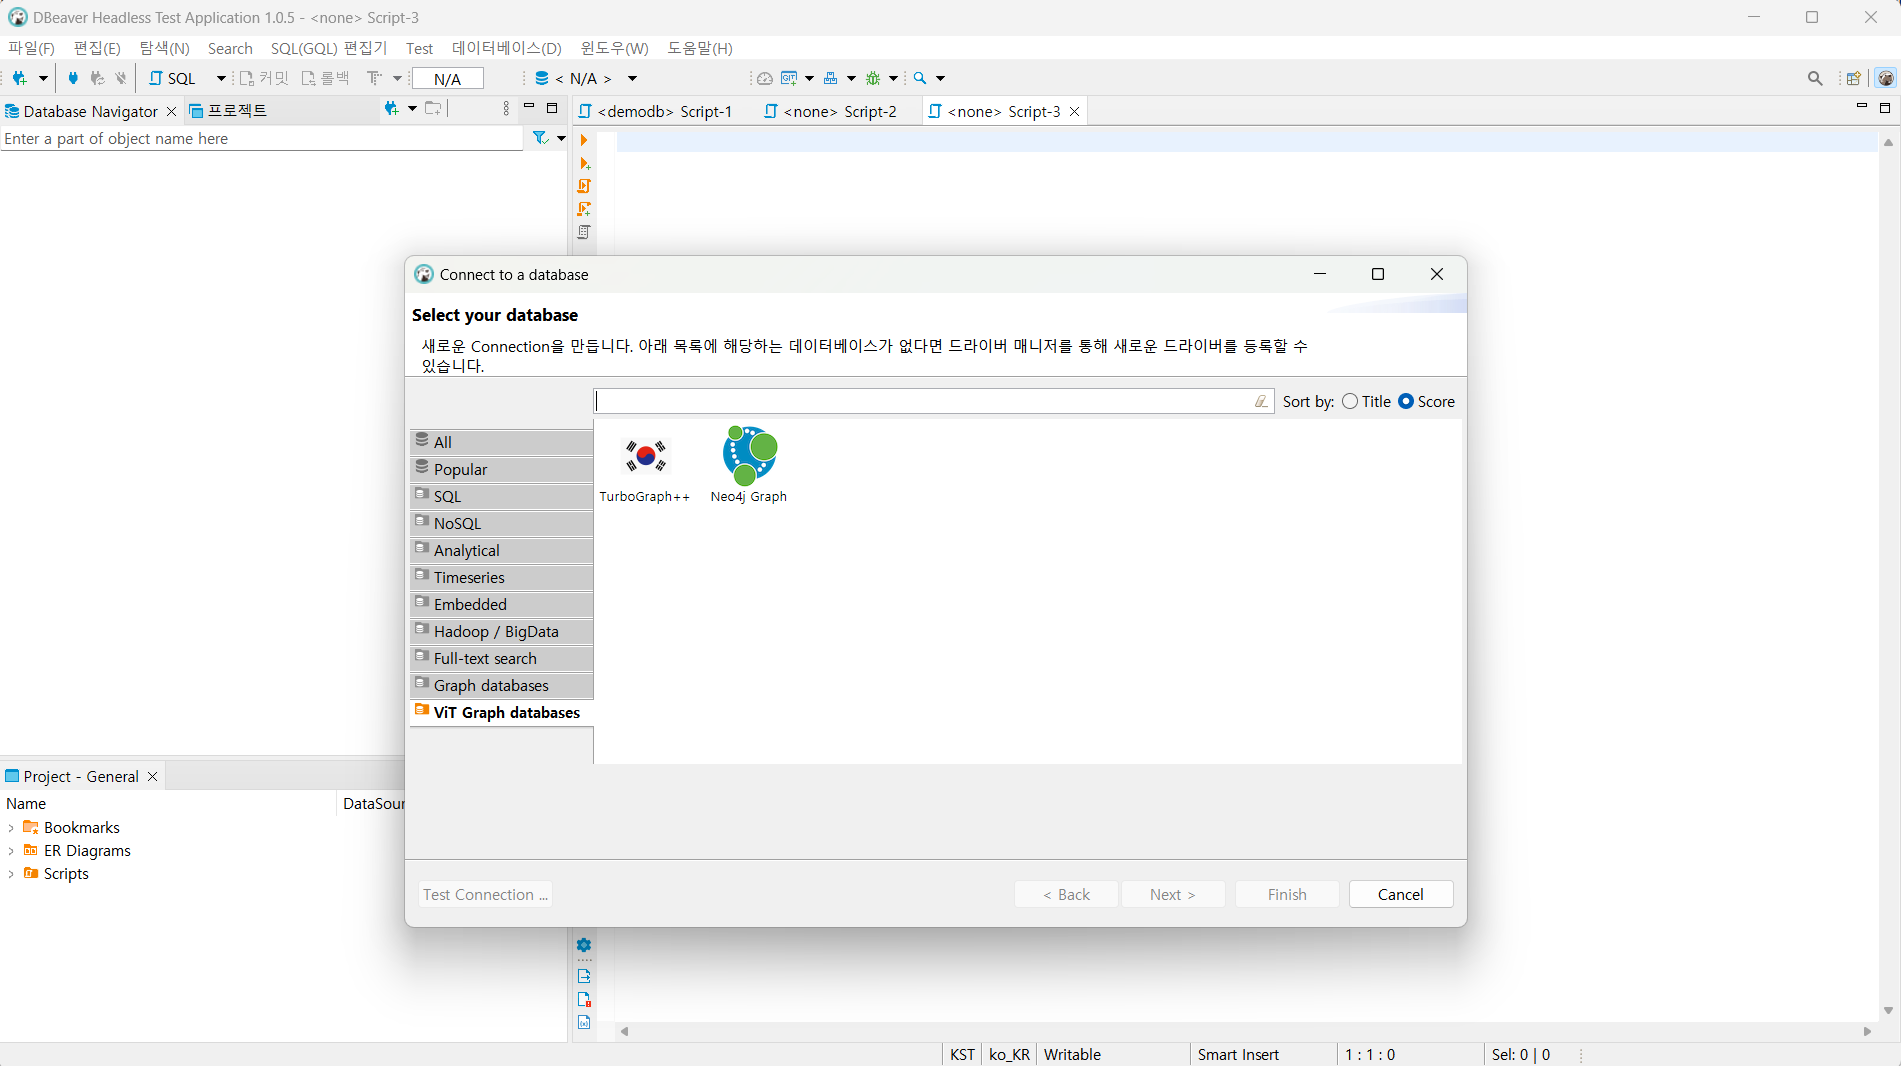 DBeaver Headless Test Application 1.0.5 - <none> Script-3
파일(F) 편집(E) 탐색(N) Search SQL(GQL) 편집기 Test 데이터베이스(D) 윈도우(W) 도움말(H)
SQL 커밋 롤백 N/A < N/A >
Database Navigator 프로젝트
<demodb> Script-1 <none> Script-2 <none> Script-3
Enter a part of object name here
Connect to a database
Select your database
새로운 Connection을 만듭니다. 아래 목록에 해당하는 데이터베이스가 없다면 드라이버 매니저를 통해 새로운 드라이버를 등록할 수
있습니다.
Sort by: Title Score
All
Popular
SQL
NoSQL
Analytical
Timeseries
Embedded
Hadoop / BigData
Full-text search
Graph databases
ViT Graph databases
TurboGraph++ Neo4j Graph
Project - General
Name DataSour
Bookmarks
ER Diagrams
Scripts
Test Connection ... < Back Next > Finish Cancel
KST ko_KR Writable Smart Insert 1 : 1 : 0 Sel: 0 | 0